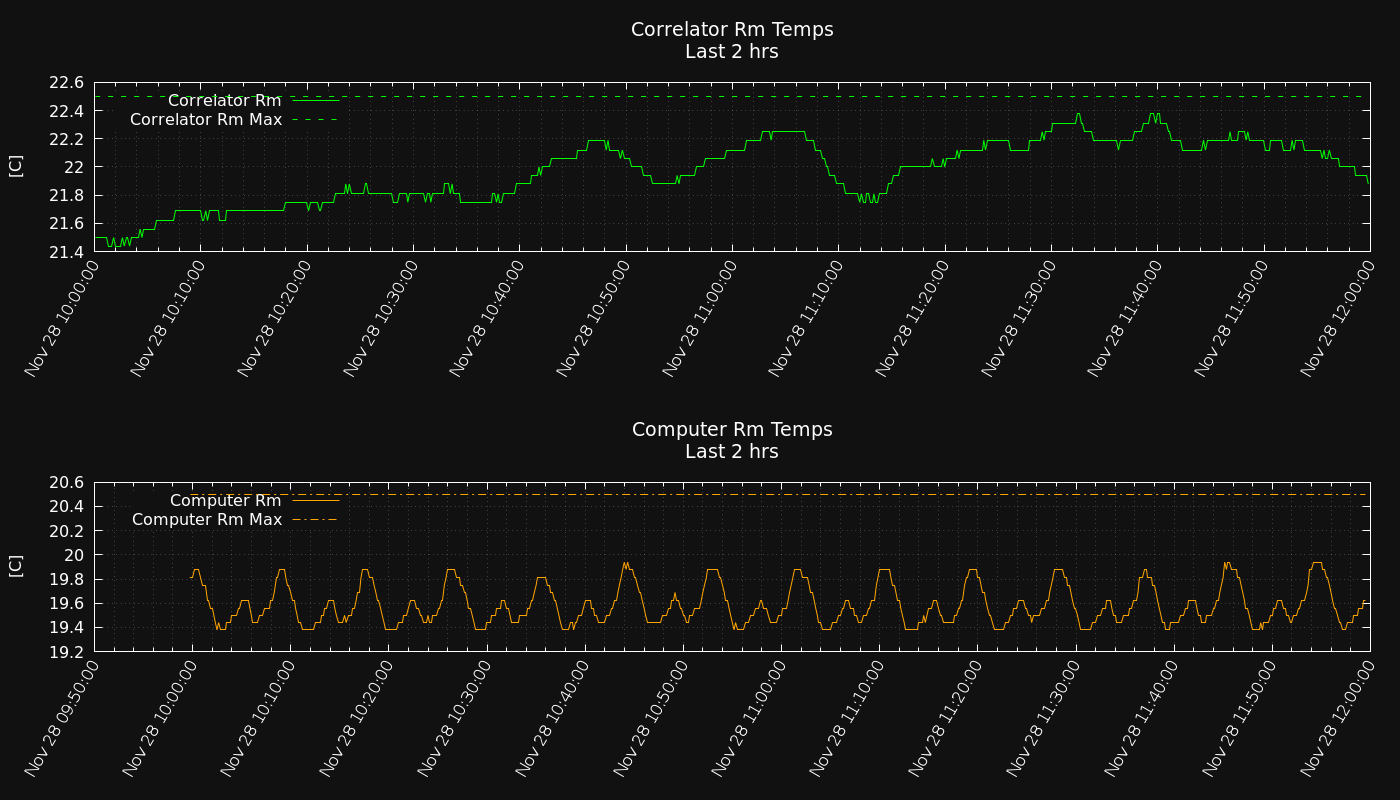 Correlator Rm Temps
Last 2 hrs
22.6
22.4
22.2
22
21.8
21.6
21.4
[C]
Correlator Rm
Correlator Rm Max
Nov 28 10:00:00
Nov 28 10:10:00
Nov 28 10:20:00
Nov 28 10:30:00
Nov 28 10:40:00
Nov 28 10:50:00
Nov 28 11:00:00
Nov 28 11:10:00
Nov 28 11:20:00
Nov 28 11:30:00
Nov 28 11:40:00
Nov 28 11:50:00
Nov 28 12:00:00
Computer Rm Temps
Last 2 hrs
20.6
20.4
20.2
20
19.8
19.6
19.4
19.2
[C]
Computer Rm
Computer Rm Max
Nov 28 09:50:00
Nov 28 10:00:00
Nov 28 10:10:00
Nov 28 10:20:00
Nov 28 10:30:00
Nov 28 10:40:00
Nov 28 10:50:00
Nov 28 11:00:00
Nov 28 11:10:00
Nov 28 11:20:00
Nov 28 11:30:00
Nov 28 11:40:00
Nov 28 11:50:00
Nov 28 12:00:00